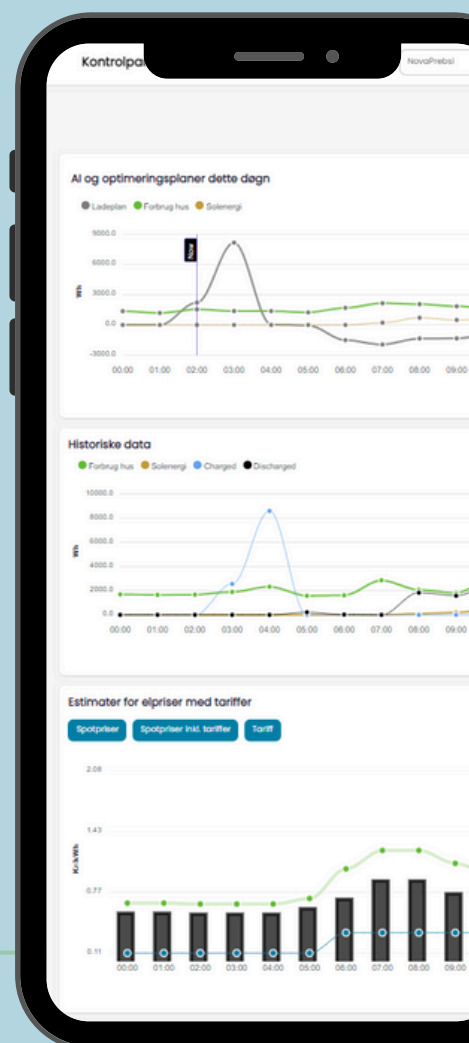 Kontrolpa
NovaPrebsi
AI og optimeringsplaner dette døgn
Ladeplan Forbrug hus Solenergi
9000.0
6000.0
3000.0
0.0
-3000.0
Wh
Now
00:00 01:00 02:00 03:00 04:00 05:00 06:00 07:00 08:00 09:00
Historiske data
Forbrug hus Solenergi Charged Discharged
10000.0
8000.0
6000.0
4000.0
2000.0
0.0
Wh
00:00 01:00 02:00 03:00 04:00 05:00 06:00 07:00 08:00 09:00
Estimater for elpriser med tariffer
Spotpriser Spotpriser inkl. tariffer Tariff
2.08
1.43
0.77
0.11
Kr/kWh
00:00 01:00 02:00 03:00 04:00 05:00 06:00 07:00 08:00 09:00